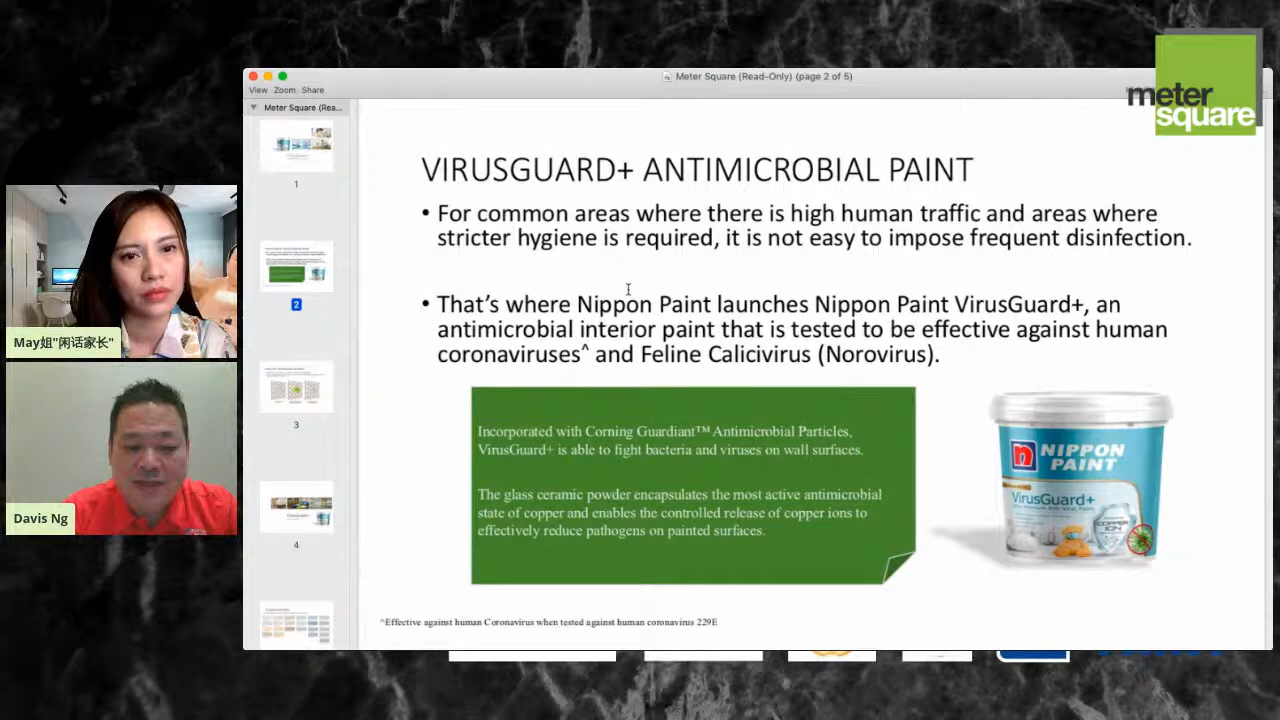 Meter Square (Read-Only) (page 2 of 5)
View Zoom Share
Meter Square (Rea...
meter
square
1
2
3
4
VIRUSGUARD+ ANTIMICROBIAL PAINT
• For common areas where there is high human traffic and areas where
stricter hygiene is required, it is not easy to impose frequent disinfection.
• That’s where Nippon Paint launches Nippon Paint VirusGuard+, an
antimicrobial interior paint that is tested to be effective against human
coronaviruses^ and Feline Calicivirus (Norovirus).
Incorporated with Corning Guardiant™ Antimicrobial Particles,
VirusGuard+ is able to fight bacteria and viruses on wall surfaces.
The glass ceramic powder encapsulates the most active antimicrobial
state of copper and enables the controlled release of copper ions to
effectively reduce pathogens on painted surfaces.
n NIPPON
PAINT
VirusGuard+
COPPER
ION
^Effective against human Coronavirus when tested against human coronavirus 229E
May姐"闲话家长"
Davis Ng